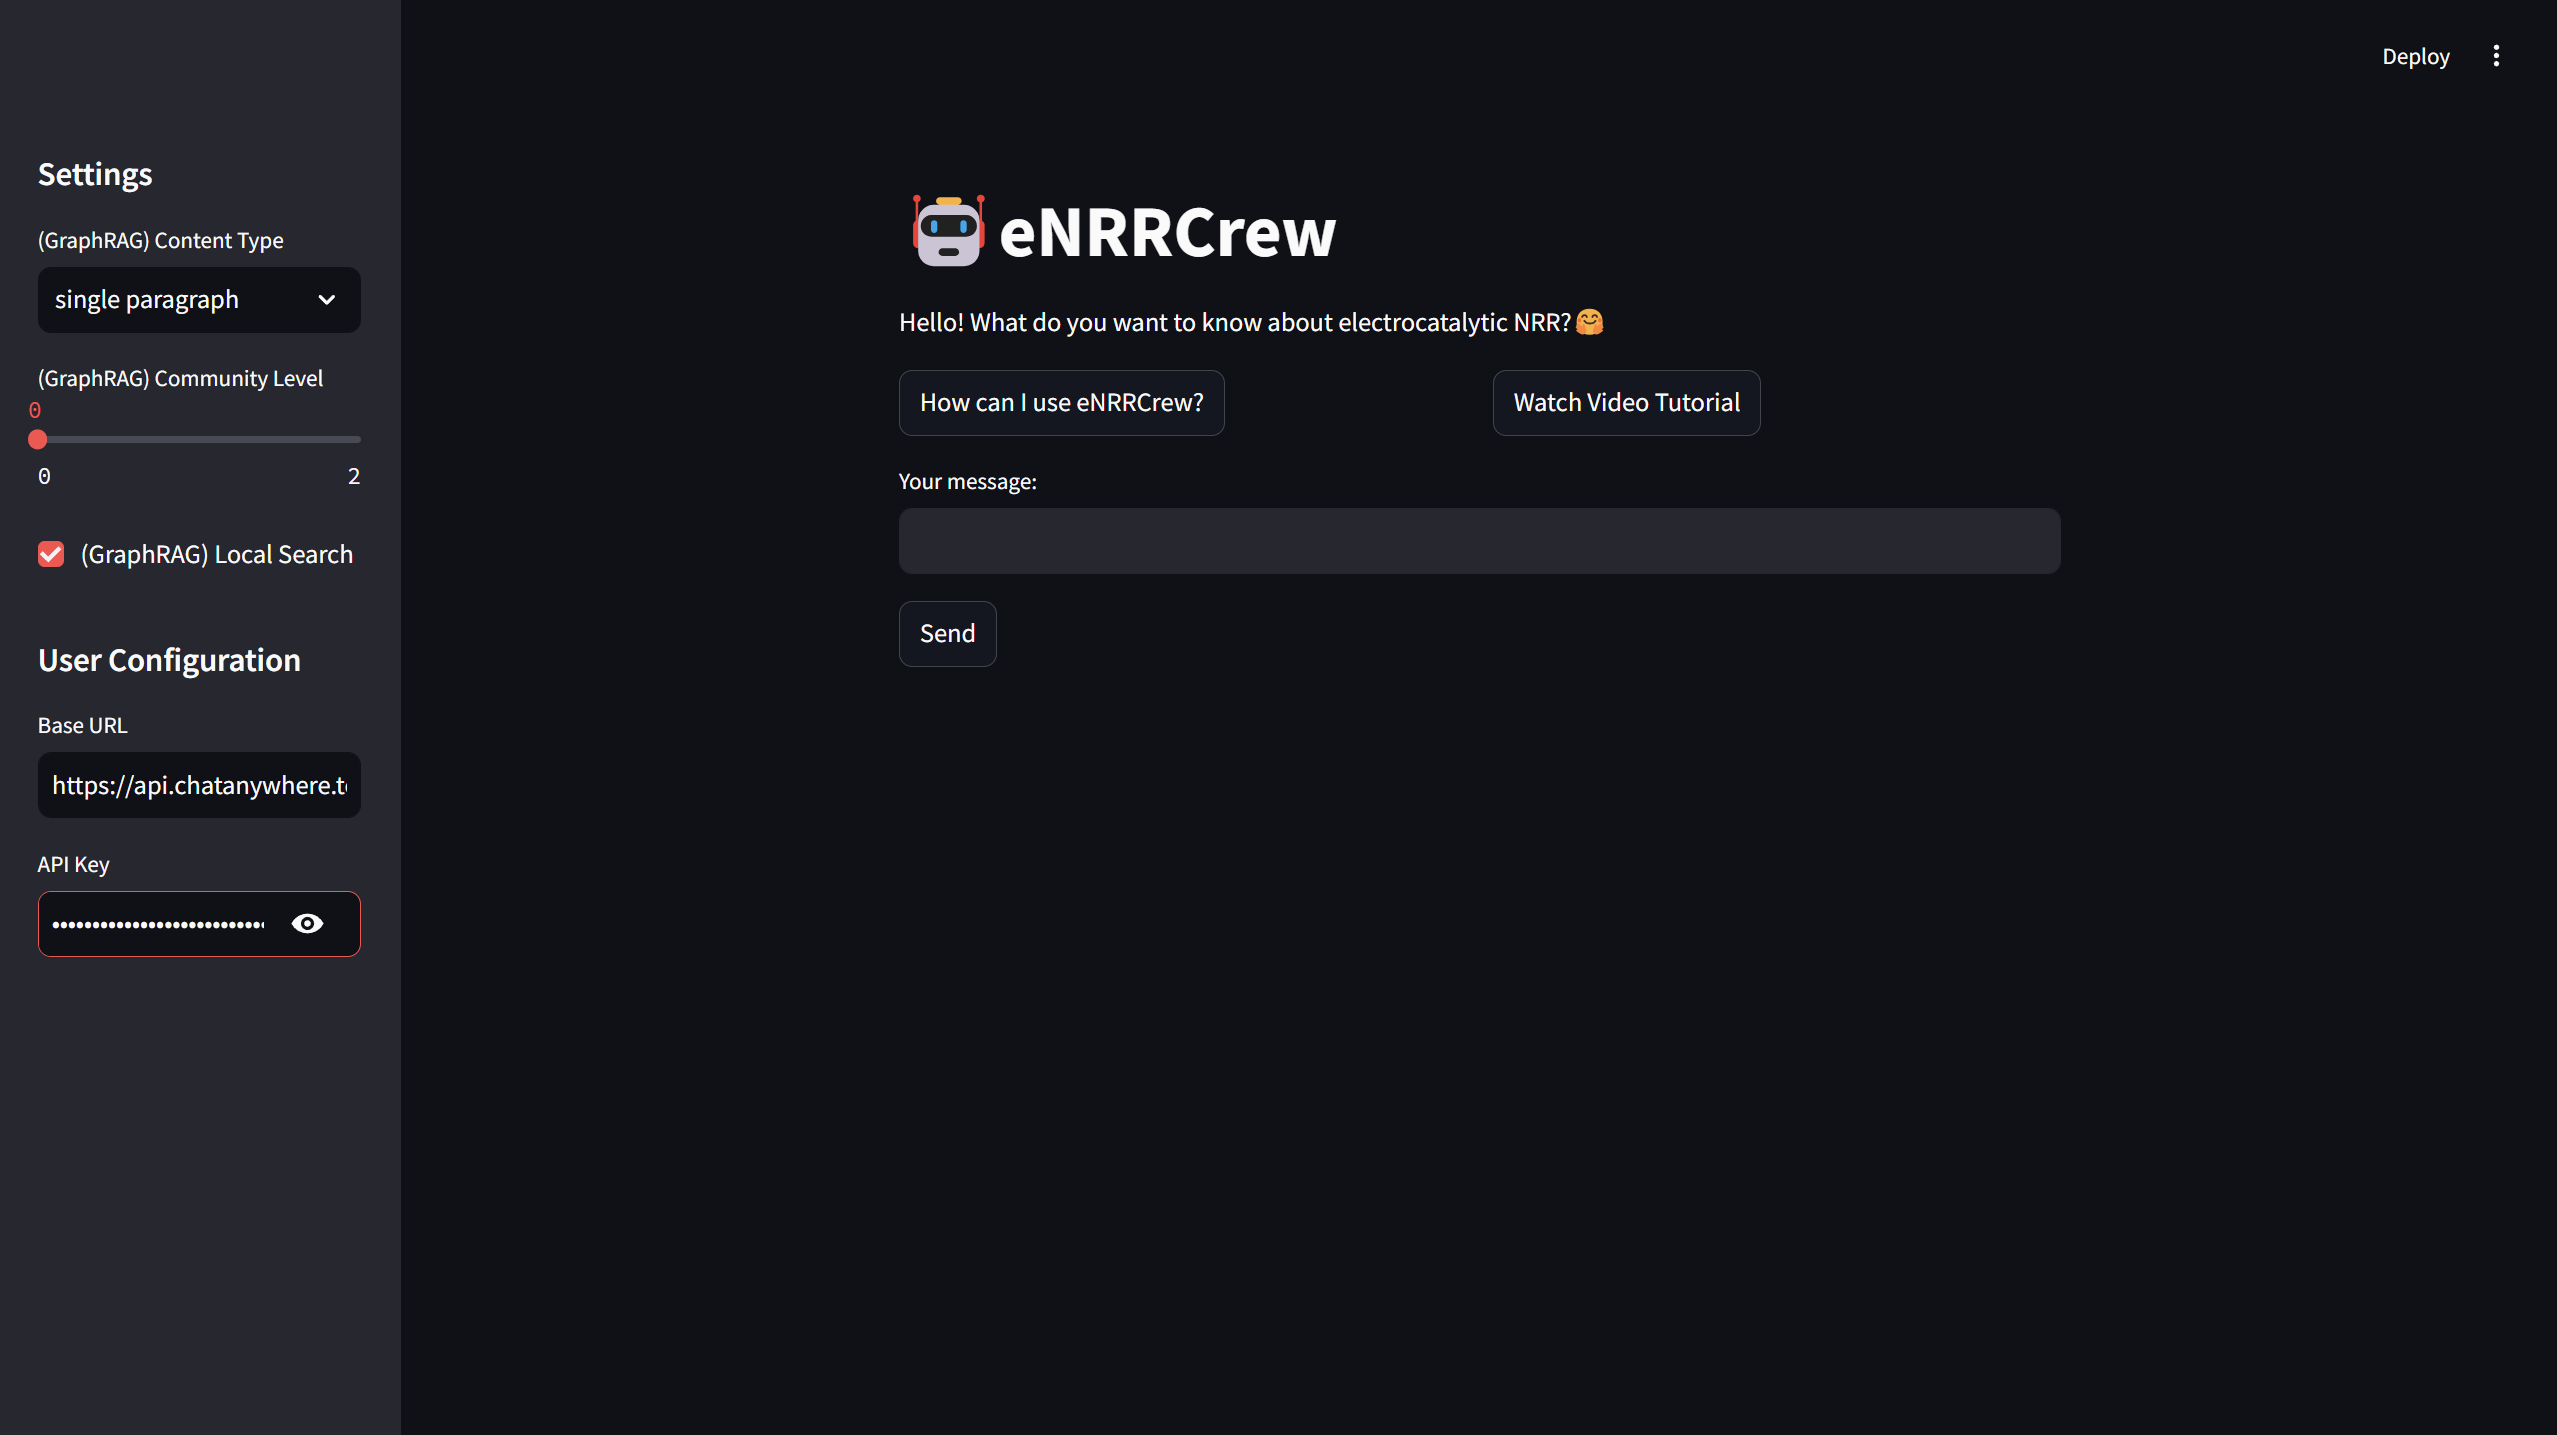 Deploy
Settings
(GraphRAG) Content Type
single paragraph
(GraphRAG) Community Level
0
0 2
(GraphRAG) Local Search
User Configuration
Base URL
https://api.chatanywhere.t
API Key
eNRRCrew
Hello! What do you want to know about electrocatalytic NRR?🤗
How can I use eNRRCrew? Watch Video Tutorial
Your message:
Send